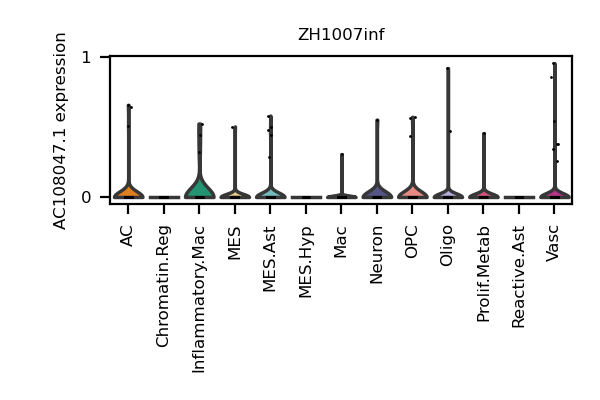 ZH1007inf
AC108047.1 expression
1
0
AC
Chromatin.Reg
Inflammatory.Mac
MES
MES.Ast
MES.Hyp
Mac
Neuron
OPC
Oligo
Prolif.Metab
Reactive.Ast
Vasc